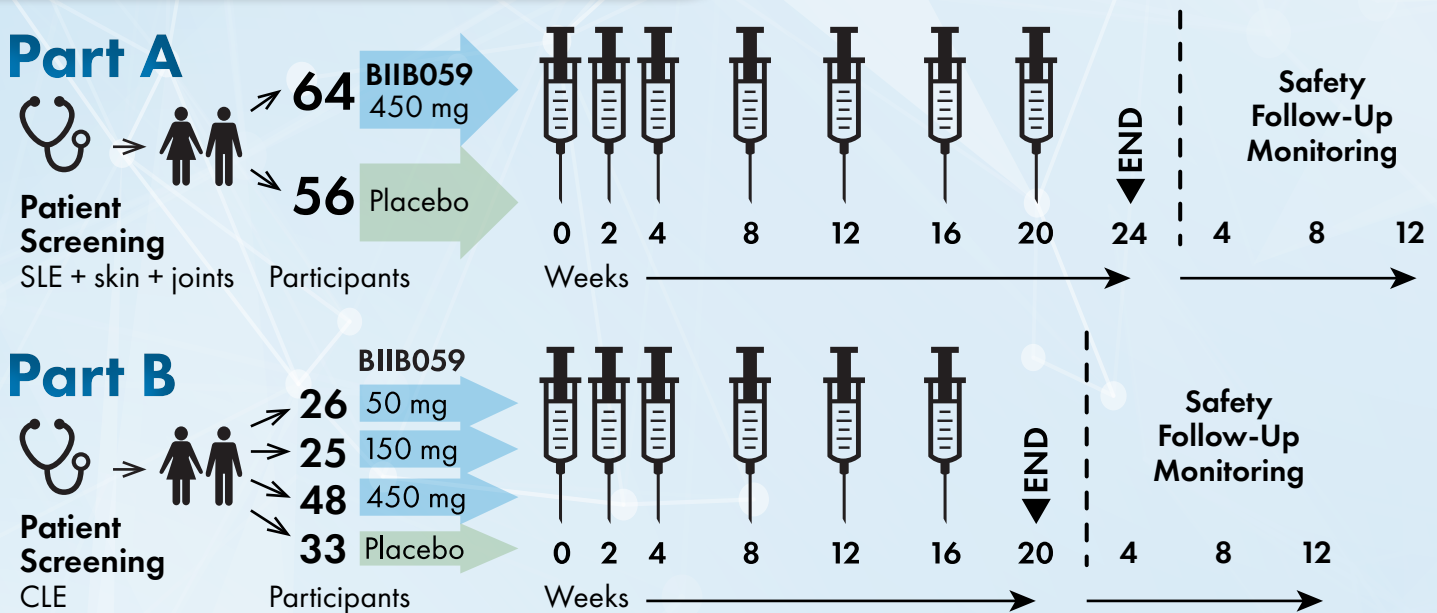 Part A
64 BIIB059
450 mg
56 Placebo
Patient
Screening
SLE + skin + joints
Participants
0 2 4 8 12 16 20 24
END
Weeks
Safety
Follow-Up
Monitoring
4 8 12
Part B
BIIB059
26 50 mg
25 150 mg
48 450 mg
33 Placebo
Patient
Screening
CLE
Participants
0 2 4 8 12 16 20
END
Weeks
Safety
Follow-Up
Monitoring
4 8 12